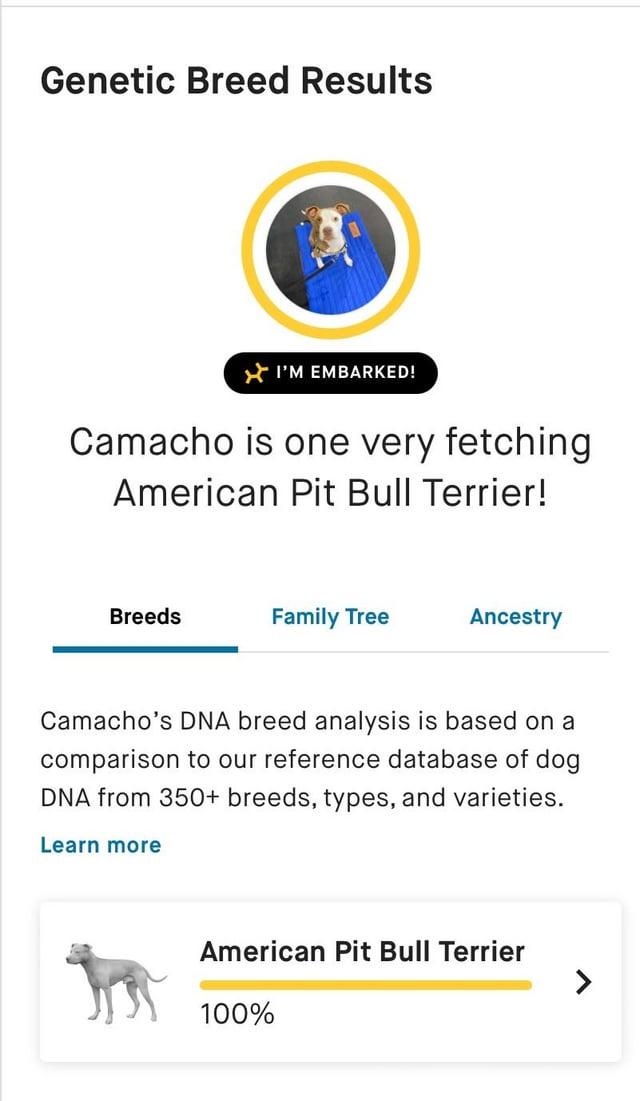 Genetic Breed Results
I'M EMBARKED!
Camacho is one very fetching
American Pit Bull Terrier!
Breeds
Family Tree
Ancestry
Camacho's DNA breed analysis is based on a
comparison to our reference database of dog
DNA from 350+ breeds, types, and varieties.
Learn more
American Pit Bull Terrier
100%